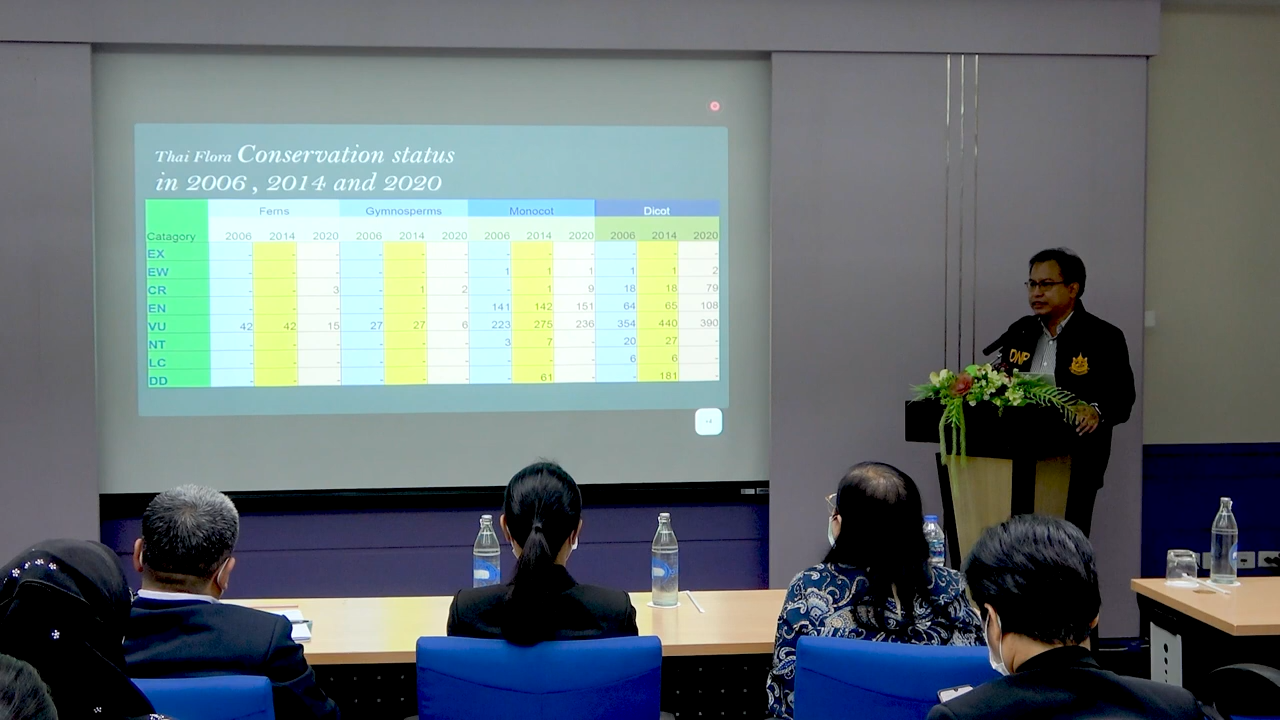 Thai Flora Conservation status
in 2006 , 2014 and 2020
Ferns Gymnosperms Monocot Dicot
Catagory 2006 2014 2020 2006 2014 2020 2006 2014 2020 2006 2014 2020
EX - - - - - - - - - - - -
EW - - - - - - 1 1 1 1 1 2
CR - - 3 - 1 2 - 1 9 18 18 79
EN - - - - - - 141 142 151 64 65 108
VU 42 42 15 27 27 6 223 275 236 354 440 390
NT - - - - - - 3 7 - 20 27 -
LC - - - - - - - - - 6 6 -
DD - - - - - - - 61 - - 181 -
DNP